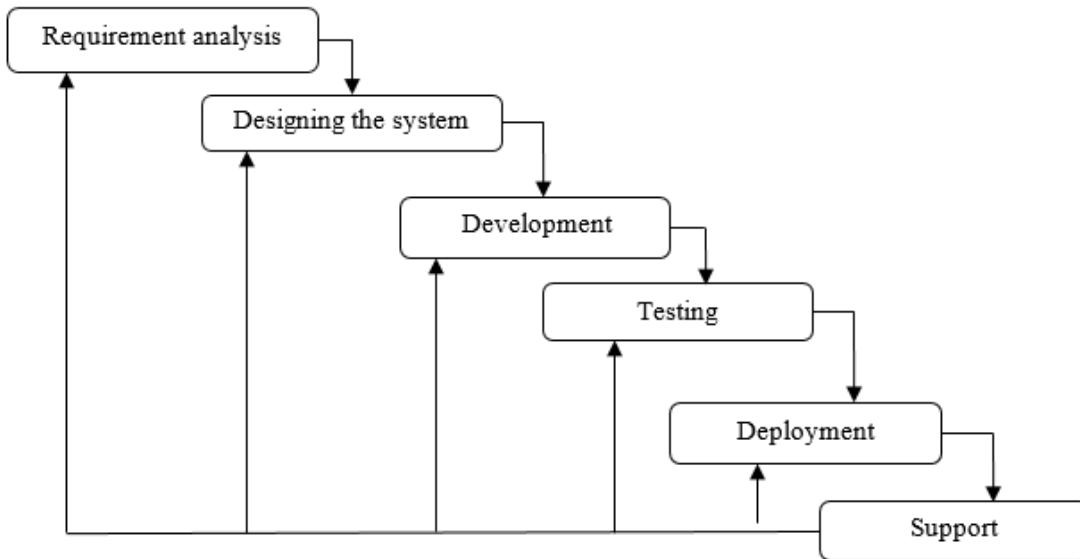 Requirement analysis
Designing the system
Development
Testing
Deployment
Support